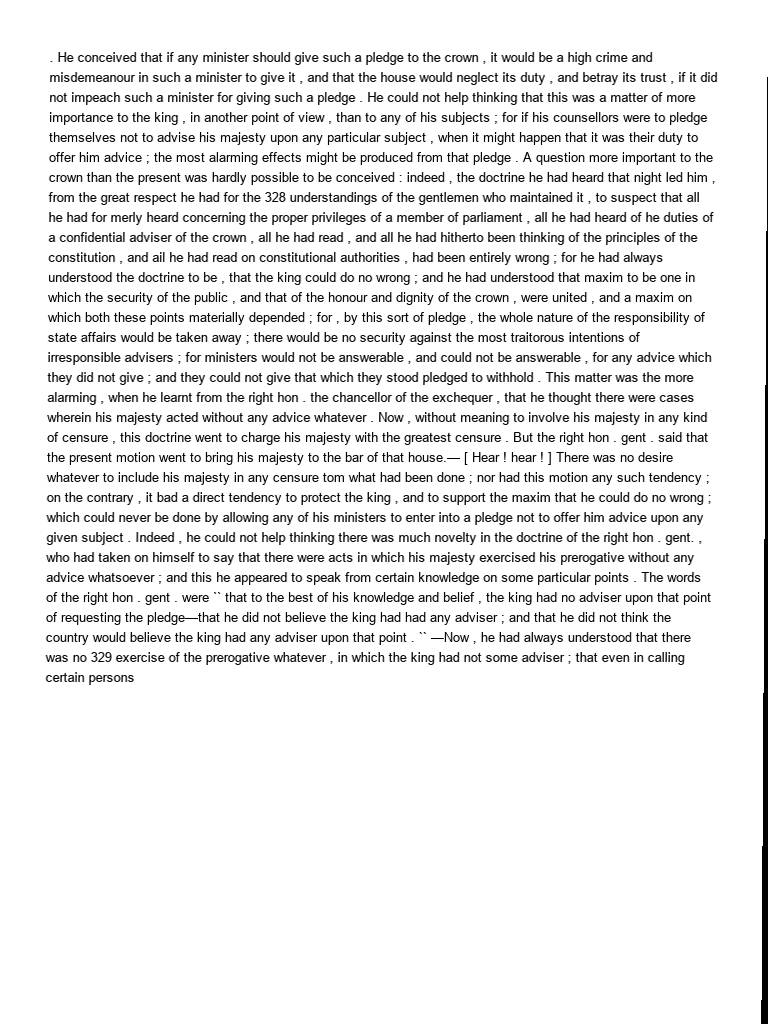 . He conceived that if any minister should give such a pledge to the crown , it would be a high crime and
misdemeanour in such a minister to give it , and that the house would neglect its duty , and betray its trust , if it did
not impeach such a minister for giving such a pledge . He could not help thinking that this was a matter of more
importance to the king , in another point of view , than to any of his subjects ; for if his counsellors were to pledge
themselves not to advise his majesty upon any particular subject , when it might happen that it was their duty to
offer him advice ; the most alarming effects might be produced from that pledge . A question more important to the
crown than the present was hardly possible to be conceived : indeed , the doctrine he had heard that night led him ,
from the great respect he had for the 328 understandings of the gentlemen who maintained it , to suspect that all
he had for merly heard concerning the proper privileges of a member of parliament , all he had heard of he duties of
a confidential adviser of the crown , all he had read , and all he had hitherto been thinking of the principles of the
constitution , and ail he had read on constitutional authorities , had been entirely wrong ; for he had always
understood the doctrine to be , that the king could do no wrong ; and he had understood that maxim to be one in
which the security of the public , and that of the honour and dignity of the crown , were united , and a maxim on
which both these points materially depended ; for , by this sort of pledge , the whole nature of the responsibility of
state affairs would be taken away ; there would be no security against the most traitorous intentions of
irresponsible advisers ; for ministers would not be answerable , and could not be answerable , for any advice which
they did not give ; and they could not give that which they stood pledged to withhold . This matter was the more
alarming , when he learnt from the right hon . the chancellor of the exchequer , that he thought there were cases
wherein his majesty acted without any advice whatever . Now , without meaning to involve his majesty in any kind
of censure , this doctrine went to charge his majesty with the greatest censure . But the right hon . gent . said that
the present motion went to bring his majesty to the bar of that house.— [ Hear ! hear ! ] There was no desire
whatever to include his majesty in any censure tom what had been done ; nor had this motion any such tendency ;
on the contrary , it bad a direct tendency to protect the king , and to support the maxim that he could do no wrong ;
which could never be done by allowing any of his ministers to enter into a pledge not to offer him advice upon any
given subject . Indeed , he could not help thinking there was much novelty in the doctrine of the right hon . gent. ,
who had taken on himself to say that there were acts in which his majesty exercised his prerogative without any
advice whatsoever ; and this he appeared to speak from certain knowledge on some particular points . The words
of the right hon . gent . were `` that to the best of his knowledge and belief , the king had no adviser upon that point
of requesting the pledge—that he did not believe the king had had any adviser ; and that he did not think the
country would believe the king had any adviser upon that point . `` —Now , he had always understood that there
was no 329 exercise of the prerogative whatever , in which the king had not some adviser ; that even in calling
certain persons